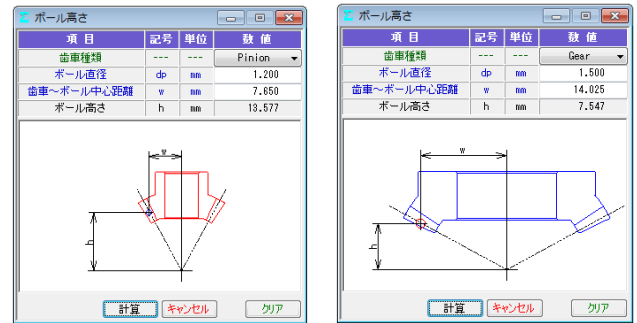 ボール高さ
項 目 記号 単位 数 値
歯車種類 --- --- Pinion
ボール直径 dp mm 1.200
歯車～ボール中心距離 w mm 7.650
ボール高さ h mm 13.577
w
h
計算 キャンセル クリア
ボール高さ
項 目 記号 単位 数 値
歯車種類 --- --- Gear
ボール直径 dp mm 1.500
歯車～ボール中心距離 w mm 14.025
ボール高さ h mm 7.547
w
h
計算 キャンセル クリア